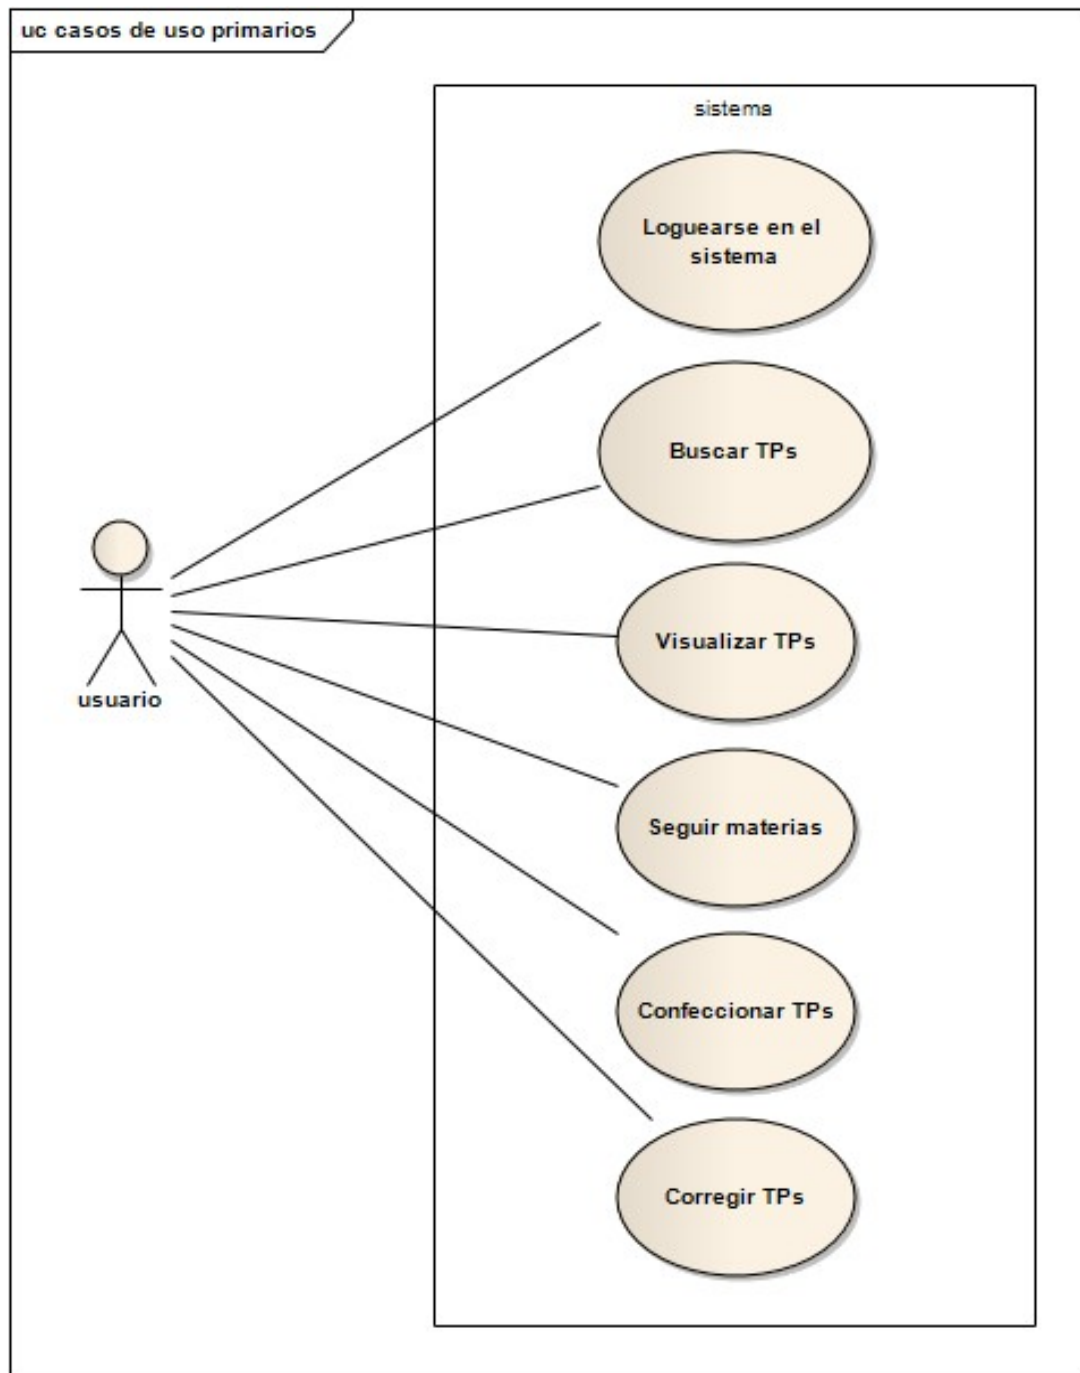 uc casos de uso primarios
sistema
Loguearse en el
sistema
Buscar TPs
Visualizar TPs
usuario
Seguir materias
Confeccionar TPs
Corregir TPs